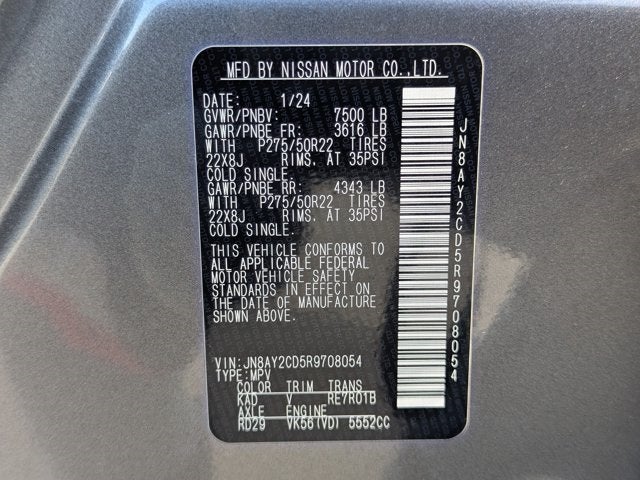 MFD BY NISSAN MOTOR CO.,LTD.
DATE: 1/24
GVWR/PNBV: 7500 LB
GAWR/PNBE FR: 3616 LB
WITH P275/50R22 TIRES
22X8J RIMS. AT 35PSI
COLD SINGLE.
GAWR/PNBE RR: 4343 LB
WITH P275/50R22 TIRES
22X8J RIMS. AT 35PSI
COLD SINGLE.
THIS VEHICLE CONFORMS TO
ALL APPLICABLE FEDERAL
MOTOR VEHICLE SAFETY
STANDARDS IN EFFECT ON
THE DATE OF MANUFACTURE
SHOWN ABOVE.
VIN:JN8AY2CD5R9708054
TYPE:MPV
COLOR TRIM TRANS
KAD V RE7R01B
AXLE ENGINE
RD29 VK56(VD) 5552CC
JN8AY2CD5R9708054